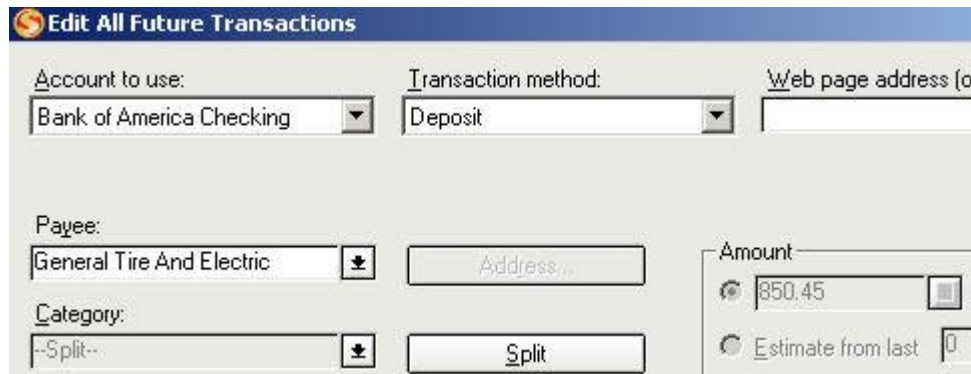 Edit All Future Transactions
Account to use: Transaction method: Web page address (o
Bank of America Checking Deposit
Payee:
General Tire And Electric Address... Amount
850.45
Category:
--Split-- Split Estimate from last 0